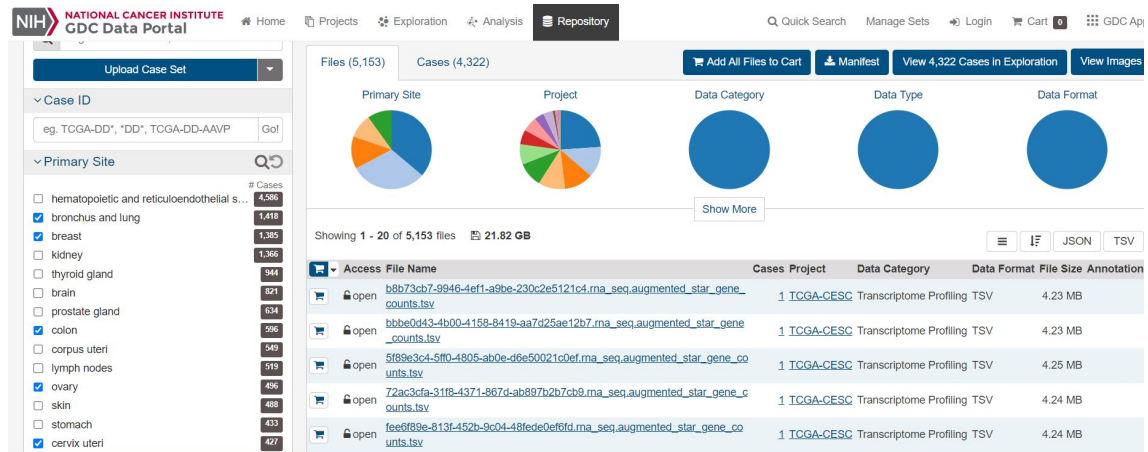 NIH NATIONAL CANCER INSTITUTE
GDC Data Portal
Home Projects Exploration Analysis Repository Quick Search Manage Sets Login Cart 0 GDC
Upload Case Set
Case ID
eg. TCGA-DD*, *DD*, TCGA-DD-AAVP Go!
Primary Site
# Cases
hematopoietic and reticuloendothelial s... 4,586
bronchus and lung 1,418
breast 1,385
kidney 1,366
thyroid gland 944
brain 821
prostate gland 634
colon 596
corpus uteri 549
lymph nodes 519
ovary 496
skin 488
stomach 433
cervix uteri 427
Files (5,153) Cases (4,322) Add All Files to Cart Manifest View 4,322 Cases in Exploration View Images
Primary Site Project Data Category Data Type Data Format
Show More
Showing 1 - 20 of 5,153 files 21.82 GB
JSON TSV
Access File Name Cases Project Data Category Data Format File Size Annotation
open b8b73cb7-9946-4ef1-a9be-230c2e5121c4.rna_seq.augmented_star_gene_ 1 TCGA-CESC Transcriptome Profiling TSV 4.23 MB
counts.tsv
open bbbe0d43-4b00-4158-8419-aa7d25ae12b7.rna_seq.augmented_star_gene 1 TCGA-CESC Transcriptome Profiling TSV 4.23 MB
_counts.tsv
open 5f89e3c4-5ff0-4805-ab0e-d6e50021c0ef.rna_seq.augmented_star_gene_co 1 TCGA-CESC Transcriptome Profiling TSV 4.25 MB
unts.tsv
open 72ac3cfa-31f8-4371-867d-ab897b2b7cb9.rna_seq.augmented_star_gene_c 1 TCGA-CESC Transcriptome Profiling TSV 4.24 MB
ounts.tsv
open fee6f89e-813f-452b-9c04-48fede0ef6fd.rna_seq.augmented_star_gene_co 1 TCGA-CESC Transcriptome Profiling TSV 4.24 MB
unts.tsv